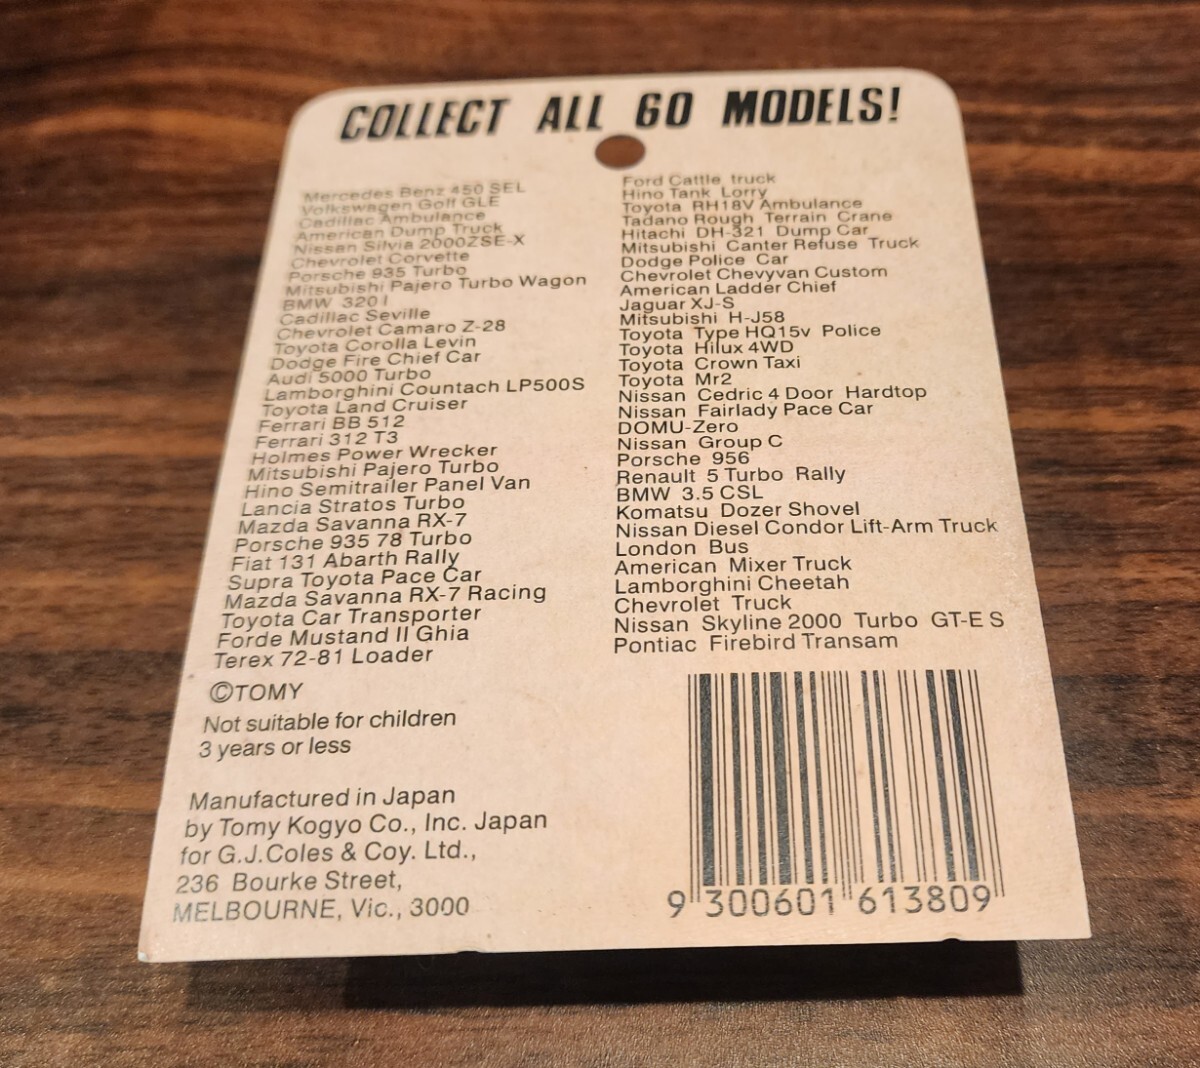 COLLECT ALL 60 MODELS!
Mercedes Benz 450 SEL
Volkswagen Golf GLE
Cadillac Ambulance
American Dump Truck
Nissan Silvia 2000ZSE-X
Chevrolet Corvette
Porsche 935 Turbo
Mitsubishi Pajero Turbo Wagon
BMW 320 I
Cadillac Seville
Chevrolet Camaro Z-28
Toyota Corolla Levin
Dodge Fire Chief Car
Audi 5000 Turbo
Lamborghini Countach LP500S
Toyota Land Cruiser
Ferrari BB 512
Ferrari 312 T3
Holmes Power Wrecker
Mitsubishi Pajero Turbo
Hino Semitrailer Panel Van
Lancia Stratos Turbo
Mazda Savanna RX-7
Porsche 935 78 Turbo
Fiat 131 Abarth Rally
Supra Toyota Pace Car
Mazda Savanna RX-7 Racing
Toyota Car Transporter
Forde Mustand II Ghia
Terex 72-81 Loader
©TOMY
Not suitable for children
3 years or less
Manufactured in Japan
by Tomy Kogyo Co., Inc. Japan
for G.J.Coles & Coy. Ltd.,
236 Bourke Street,
MELBOURNE, Vic., 3000
Ford Cattle truck
Hino Tank Lorry
Toyota RH18V Ambulance
Tadano Rough Terrain Crane
Hitachi DH-321 Dump Car
Mitsubishi Canter Refuse Truck
Dodge Police Car
Chevrolet Chevyvan Custom
American Ladder Chief
Jaguar XJ-S
Mitsubishi H-J58
Toyota Type HQ15v Police
Toyota Hilux 4WD
Toyota Crown Taxi
Toyota Mr2
Nissan Cedric 4 Door Hardtop
Nissan Fairlady Pace Car
DOMU-Zero
Nissan Group C
Porsche 956
Renault 5 Turbo Rally
BMW 3.5 CSL
Komatsu Dozer Shovel
Nissan Diesel Condor Lift-Arm Truck
London Bus
American Mixer Truck
Lamborghini Cheetah
Chevrolet Truck
Nissan Skyline 2000 Turbo GT-E S
Pontiac Firebird Transam
9 300601 613809